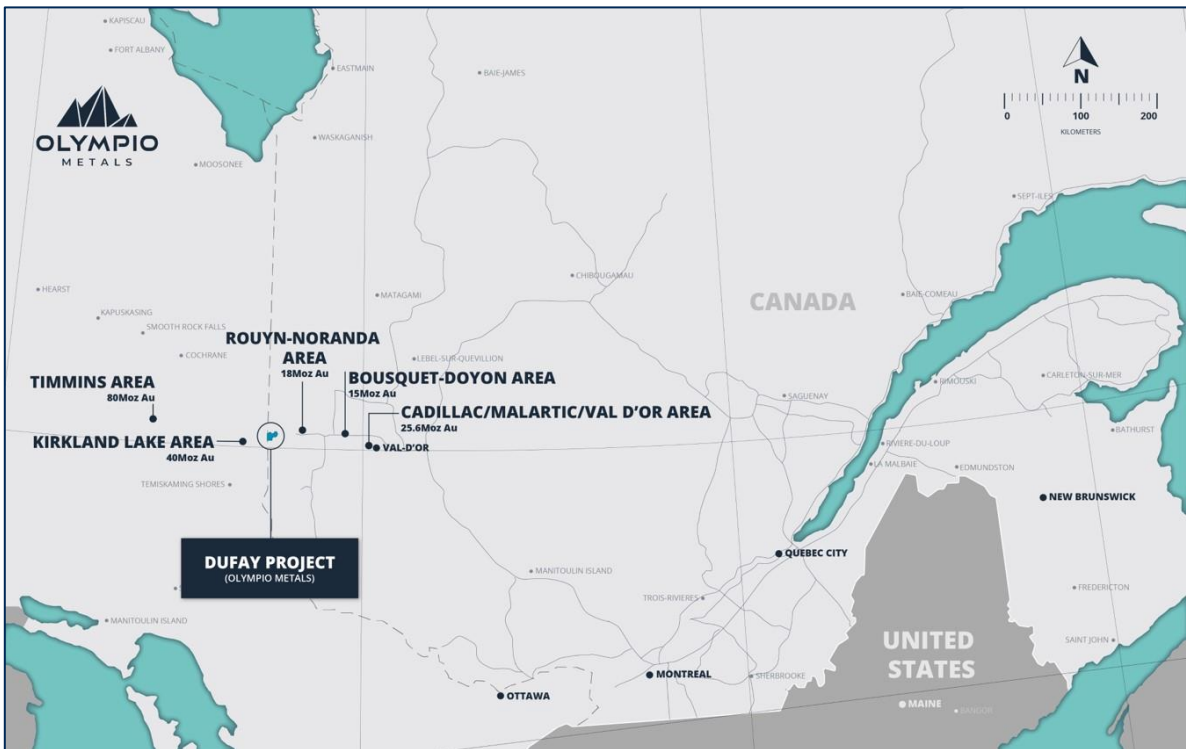 KAPISCAU
FORT ALBANY
EASTMAIN
BAIE-JAMES
N
0 100 200
KILOMETERS
OLYMPIO
METALS
WASKAGANISH
MOOSONEE
SEPT-ILES
CHIBOUGAMAU
HEARST
MATAGAMI
CANADA
BAIE-COMEAU
KAPUSKASING
SMOOTH ROCK FALLS
ROUYN-NORANDA
AREA
18Moz Au
COCHRANE
LEBEL-SUR-QUEVILLION
TIMMINS AREA
80Moz Au
BOUSQUET-DOYON AREA
15Moz Au
RIMOUSKI
CARLETON-SUR-MER
SAGUENAY
CADILLAC/MALARTIC/VAL D'OR AREA
25.6Moz Au
BATHURST
KIRKLAND LAKE AREA
40Moz Au
VAL-D'OR
RIVIERE-DU-LOUP
LA MALBAIE
EDMUNDSTON
TEMISKAMING SHORES
NEW BRUNSWICK
DUFAY PROJECT
(OLYMPIO METALS)
QUEBEC CITY
MANITOULIN ISLAND
FREDERICTON
TROIS-RIVIERES
MANITOULIN ISLAND
UNITED
STATES
SAINT JOHN
MONTREAL
SHERBROOKE
OTTAWA
MAINE
BANGOR